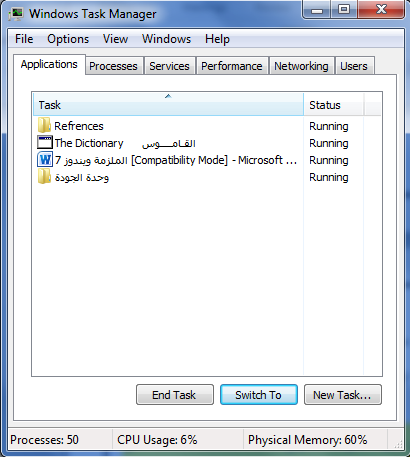 Windows Task Manager
File Options View Windows Help
Applications Processes Services Performance Networking Users
Task Status
Refrences Running
The Dictionary القـامـــوس Running
الملزمة ويندوز 7 [Compatibility Mode] - Microsoft ... Running
وحدة الجودة Running
End Task Switch To New Task...
Processes: 50 CPU Usage: 6% Physical Memory: 60%